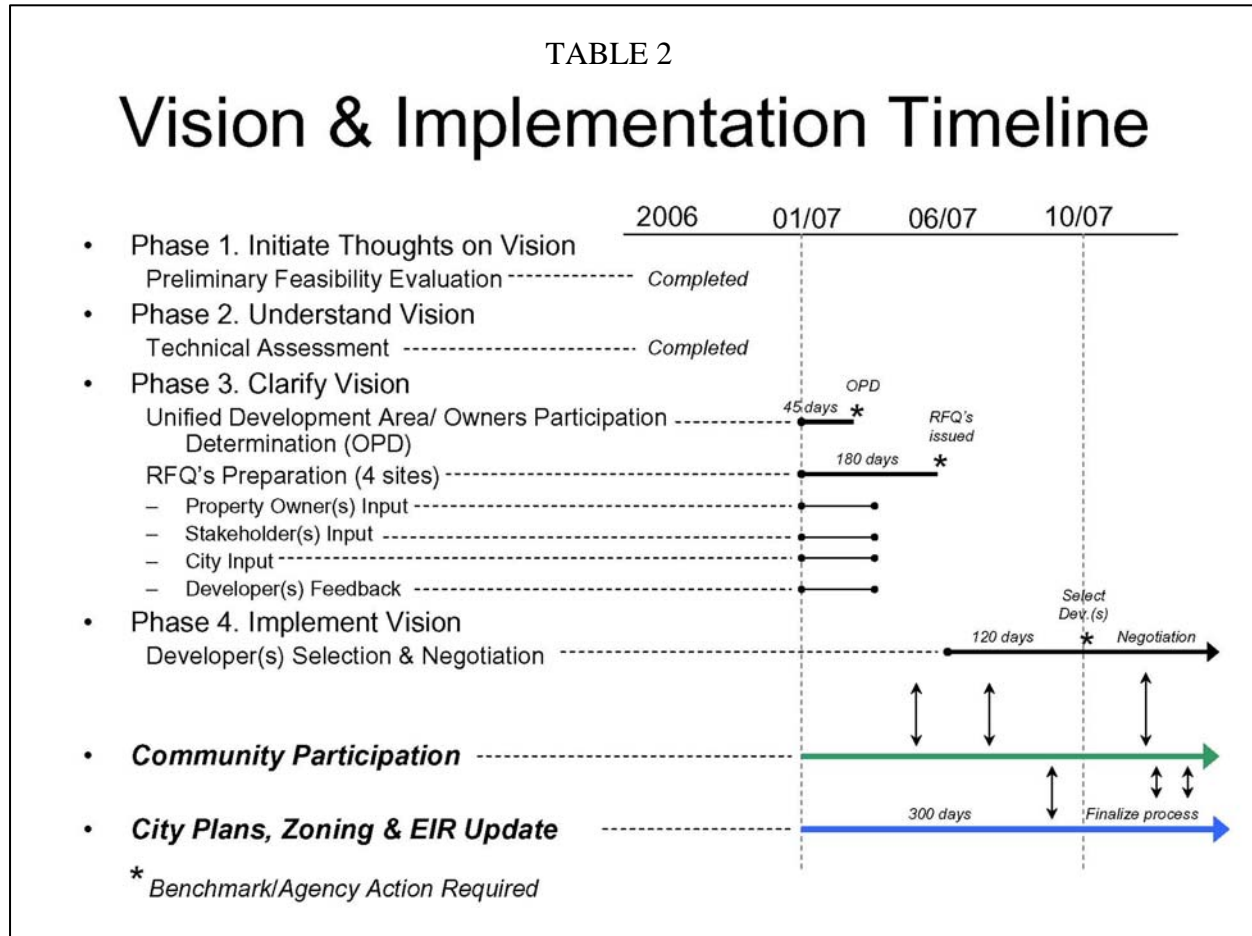 TABLE 2
Vision & Implementation Timeline
2006 01/07 06/07 10/07
• Phase 1. Initiate Thoughts on Vision
Preliminary Feasibility Evaluation Completed
• Phase 2. Understand Vision
Technical Assessment Completed
• Phase 3. Clarify Vision
OPD
Unified Development Area/ Owners Participation 45 days *
Determination (OPD)
RFQ's
issued
RFQ's Preparation (4 sites) 180 days *
– Property Owner(s) Input
– Stakeholder(s) Input
– City Input
– Developer(s) Feedback
• Phase 4. Implement Vision
Select
Dev.(s)
Developer(s) Selection & Negotiation 120 days * Negotiation
• Community Participation
• City Plans, Zoning & EIR Update 300 days Finalize process
* Benchmark/Agency Action Required